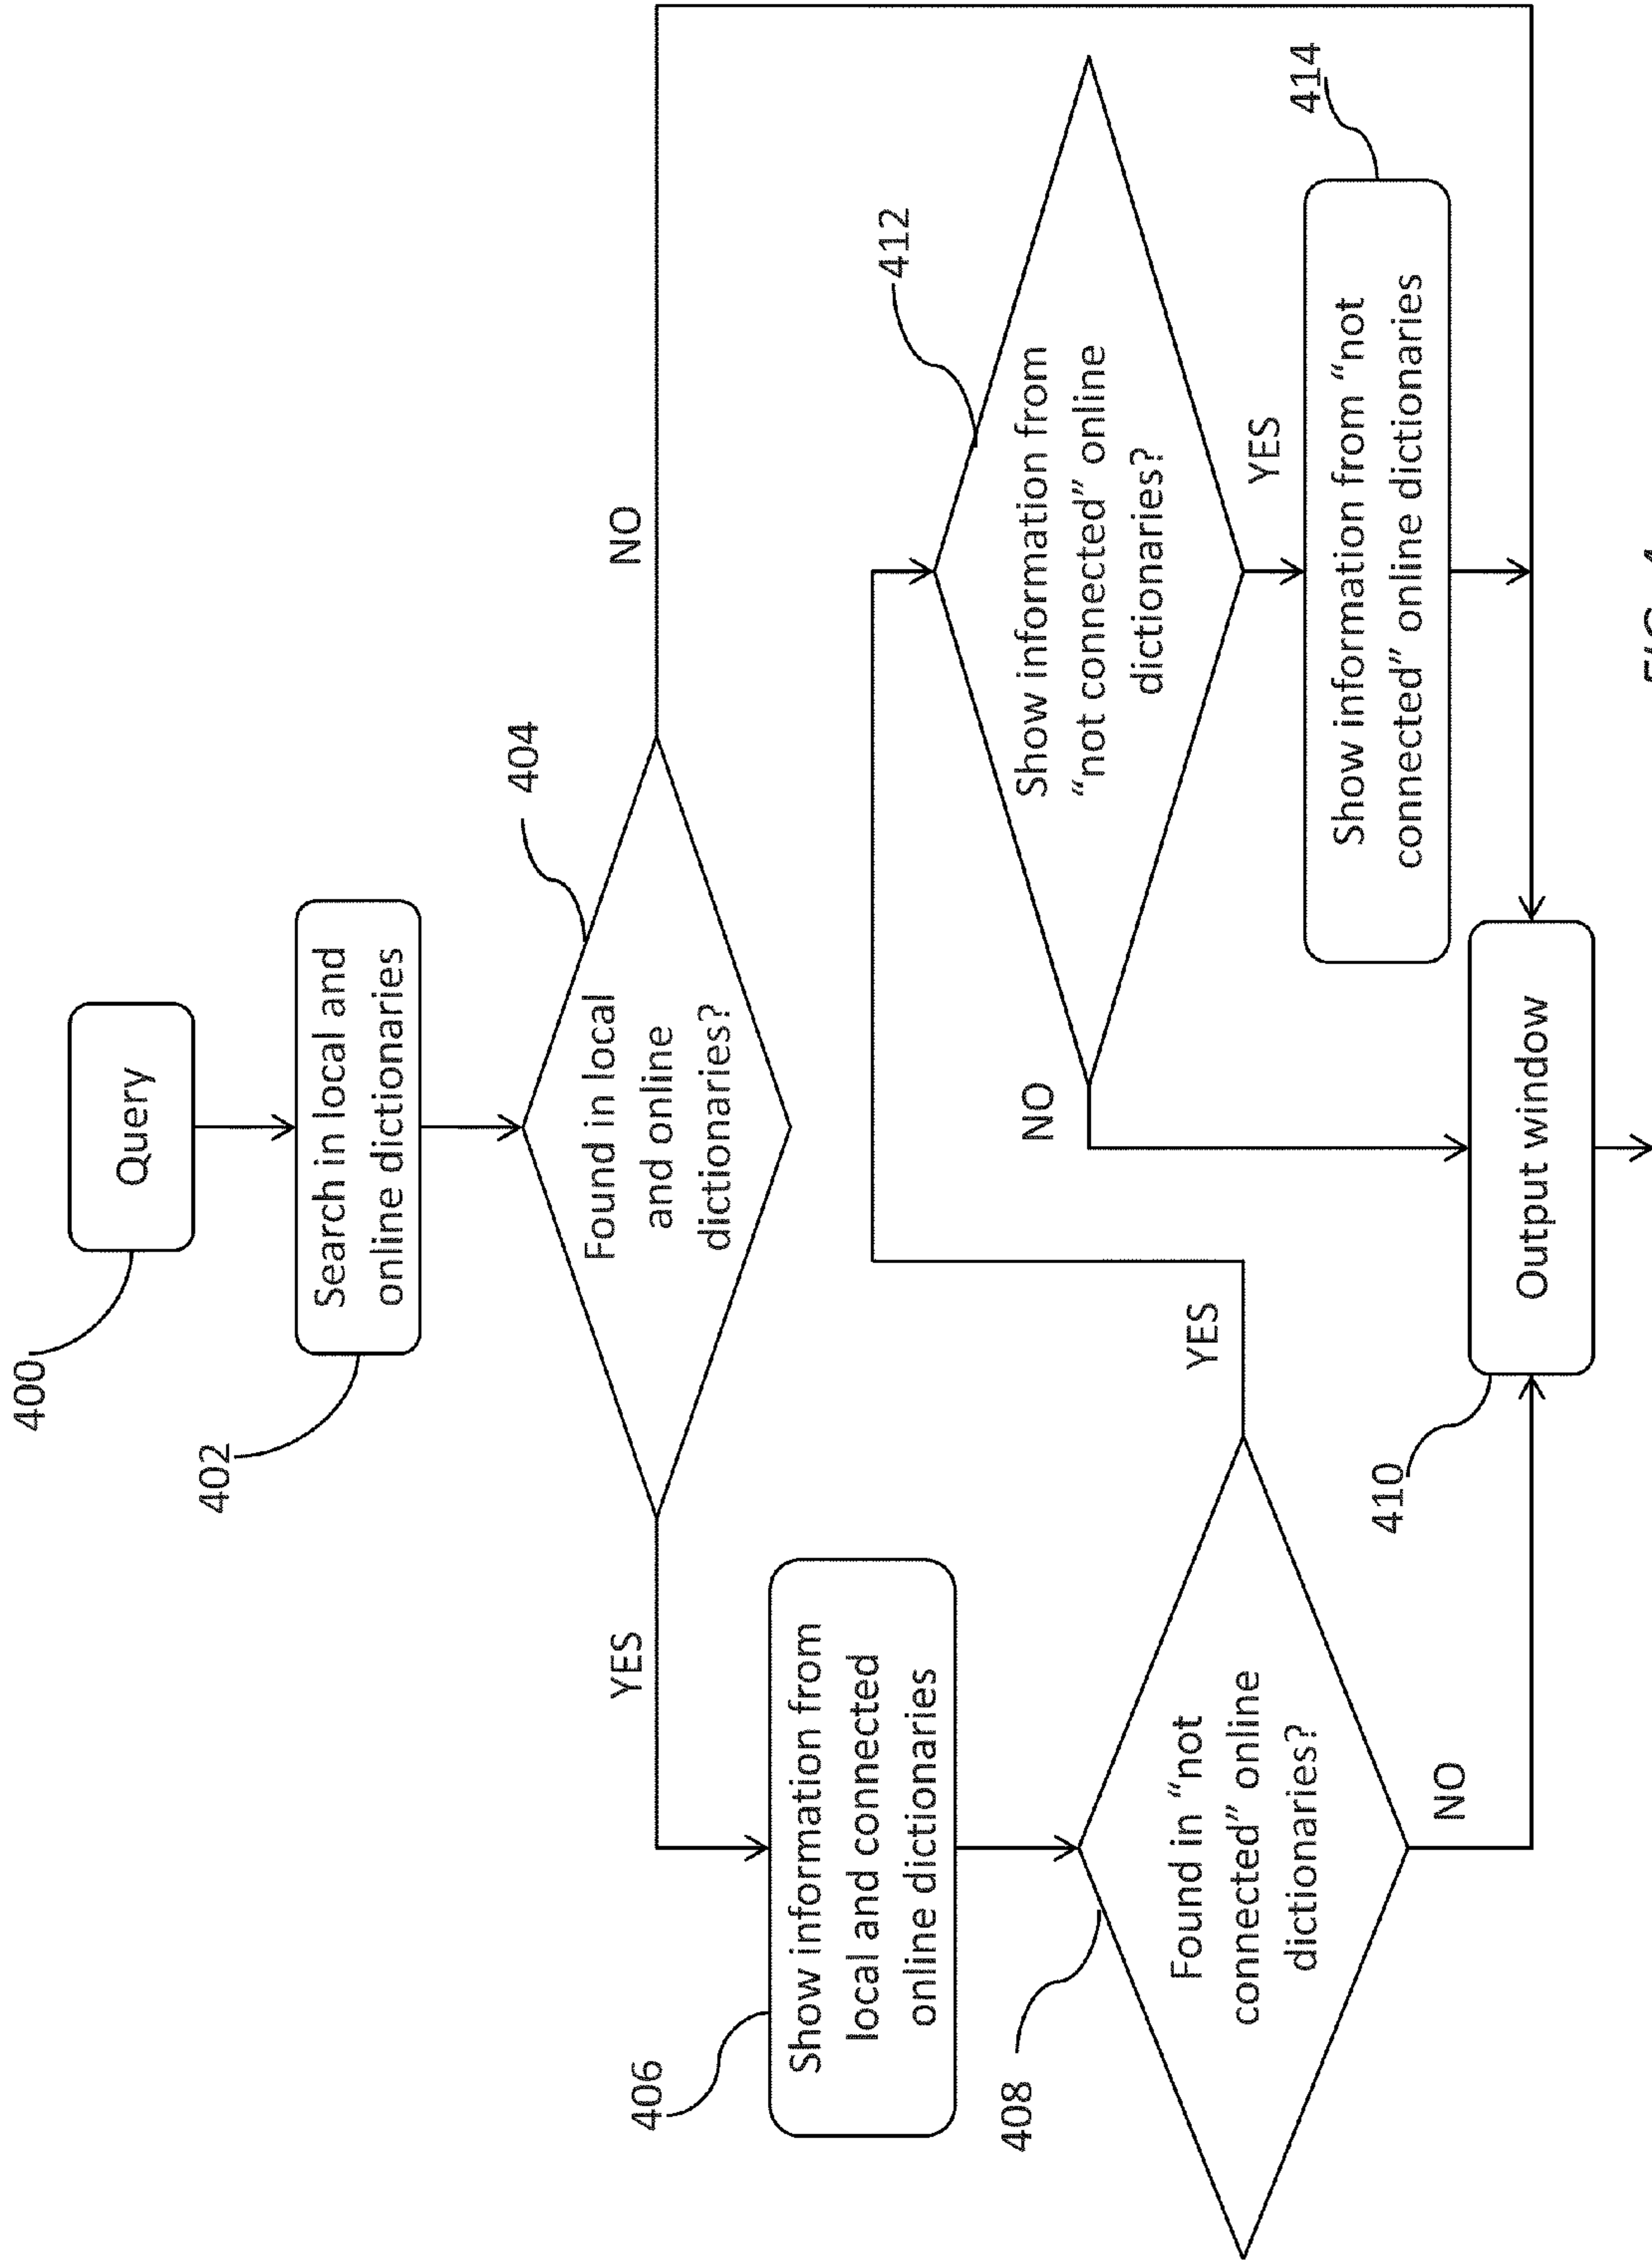 400
Query
402
Search in local and
online dictionaries
404
Found in local
and online
dictionaries?
YES
NO
406
Show information from
local and connected
online dictionaries
408
Found in “not
connected” online
dictionaries?
YES
NO
412
Show information from
“not connected” online
dictionaries?
NO
YES
414
Show information from “not
connected” online dictionaries
410
Output window
FIG. 4